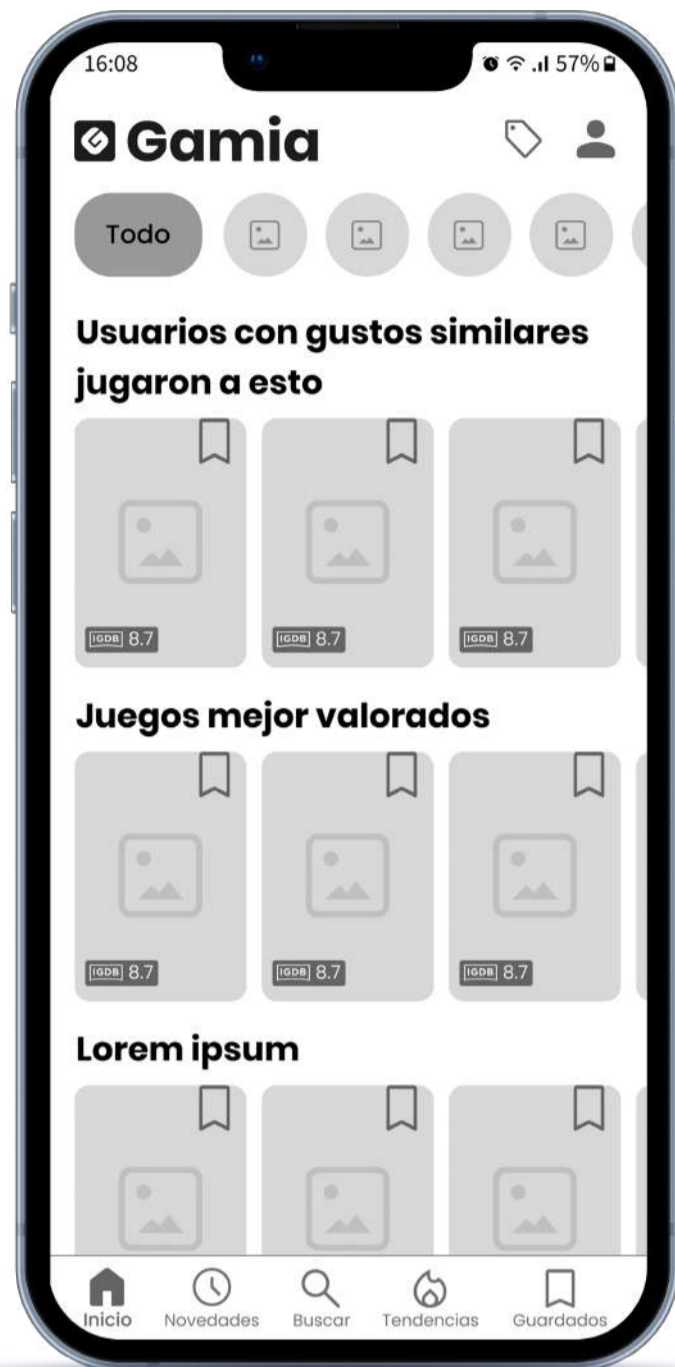 16:08
57%
Gamia
Todo
Usuarios con gustos similares
jugaron a esto
IGDB 8.7
IGDB 8.7
IGDB 8.7
Juegos mejor valorados
IGDB 8.7
IGDB 8.7
IGDB 8.7
Lorem ipsum
Inicio
Novedades
Buscar
Tendencias
Guardados